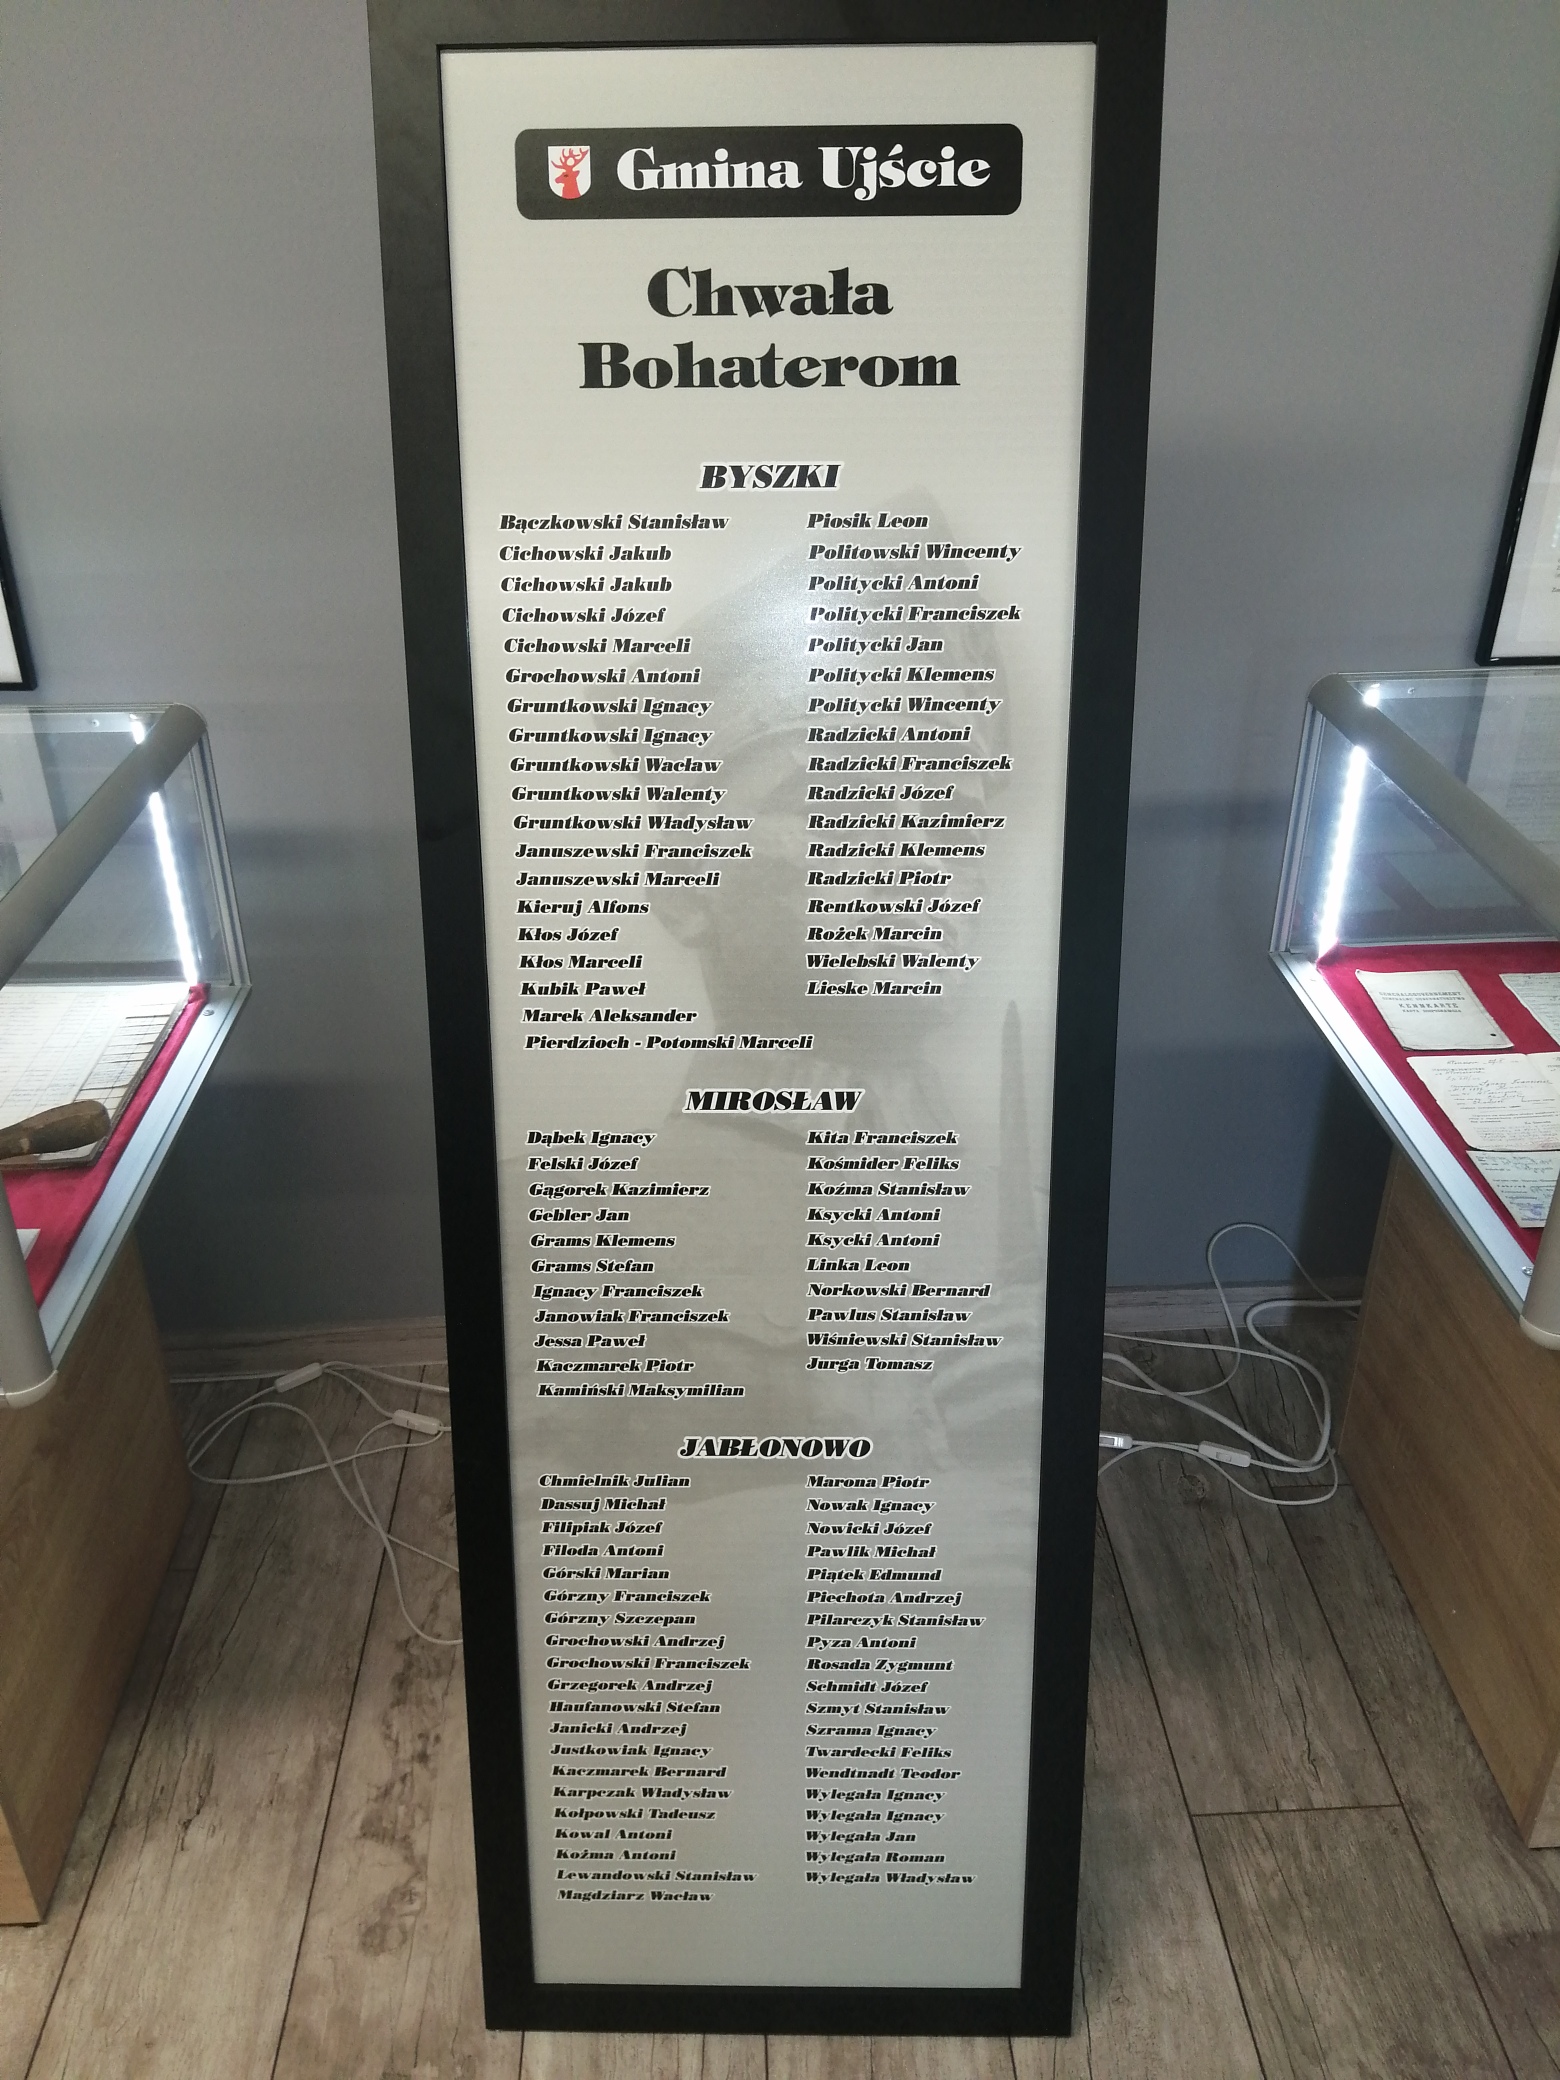 Gmina Ujście
Chwała
Bohaterom
BYSZKI
Bączkowski Stanisław
Cichowski Jakub
Cichowski Jakub
Cichowski Józef
Cichowski Marceli
Grochowski Antoni
Gruntkowski Ignacy
Gruntkowski Ignacy
Gruntkowski Wacław
Gruntkowski Walenty
Gruntkowski Władysław
Januszewski Franciszek
Januszewski Marceli
Kieruj Alfons
Kłos Józef
Kłos Marceli
Kubik Paweł
Marek Aleksander
Pierdzioch - Potomski Marceli
Piosik Leon
Politowski Wincenty
Politycki Antoni
Politycki Franciszek
Politycki Jan
Politycki Klemens
Politycki Wincenty
Radzicki Antoni
Radzicki Franciszek
Radzicki Józef
Radzicki Kazimierz
Radzicki Klemens
Radzicki Piotr
Rentkowski Józef
Rożek Marcin
Wielebski Walenty
Lieske Marcin
MIROSŁAW
Dąbek Ignacy
Felski Józef
Gągorek Kazimierz
Gebler Jan
Grams Klemens
Grams Stefan
Ignacy Franciszek
Janowiak Franciszek
Jessa Paweł
Kaczmarek Piotr
Kamiński Maksymilian
Kita Franciszek
Kośmider Feliks
Koźma Stanisław
Ksycki Antoni
Ksycki Antoni
Linka Leon
Norkowski Bernard
Pawlus Stanisław
Wiśniewski Stanisław
Jurga Tomasz
JABŁONOWO
Chmielnik Julian
Dassuj Michał
Filipiak Józef
Filoda Antoni
Górski Marian
Górzny Franciszek
Górzny Szczepan
Grochowski Andrzej
Grochowski Franciszek
Grzegorek Andrzej
Haufanowski Stefan
Janicki Andrzej
Justkowiak Ignacy
Kaczmarek Bernard
Karpczak Władysław
Kołpowski Tadeusz
Kowal Antoni
Koźma Antoni
Lewandowski Stanisław
Magdziarz Wacław
Marona Piotr
Nowak Ignacy
Nowicki Józef
Pawlik Michał
Piątek Edmund
Piechota Andrzej
Pilarczyk Stanisław
Pyza Antoni
Rosada Zygmunt
Schmidt Józef
Szmyt Stanisław
Szrama Ignacy
Twardecki Feliks
Wendtnadt Teodor
Wylegała Ignacy
Wylegała Ignacy
Wylegała Jan
Wylegała Roman
Wylegała Władysław
GENERALGOUVERNEMENT
KENNKARTE